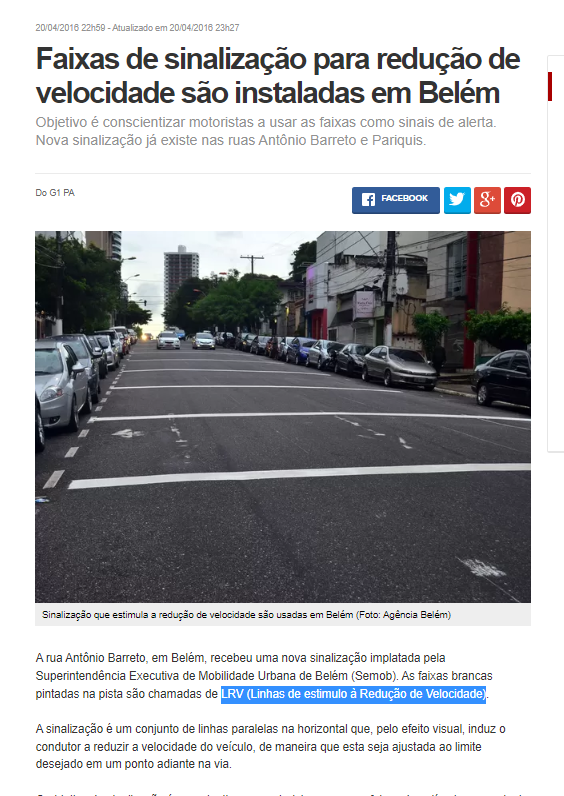 20/04/2016 22h59 - Atualizado em 20/04/2016 23h27
Faixas de sinalização para redução de
velocidade são instaladas em Belém
Objetivo é conscientizar motoristas a usar as faixas como sinais de alerta.
Nova sinalização já existe nas ruas Antônio Barreto e Pariquis.
Do G1 PA
FACEBOOK
Sinalização que estimula a redução de velocidade são usadas em Belém (Foto: Agência Belém)
A rua Antônio Barreto, em Belém, recebeu uma nova sinalização implatada pela
Superintendência Executiva de Mobilidade Urbana de Belém (Semob). As faixas brancas
pintadas na pista são chamadas de LRV (Linhas de estimulo à Redução de Velocidade).
A sinalização é um conjunto de linhas paralelas na horizontal que, pelo efeito visual, induz o
condutor a reduzir a velocidade do veículo, de maneira que esta seja ajustada ao limite
desejado em um ponto adiante na via.